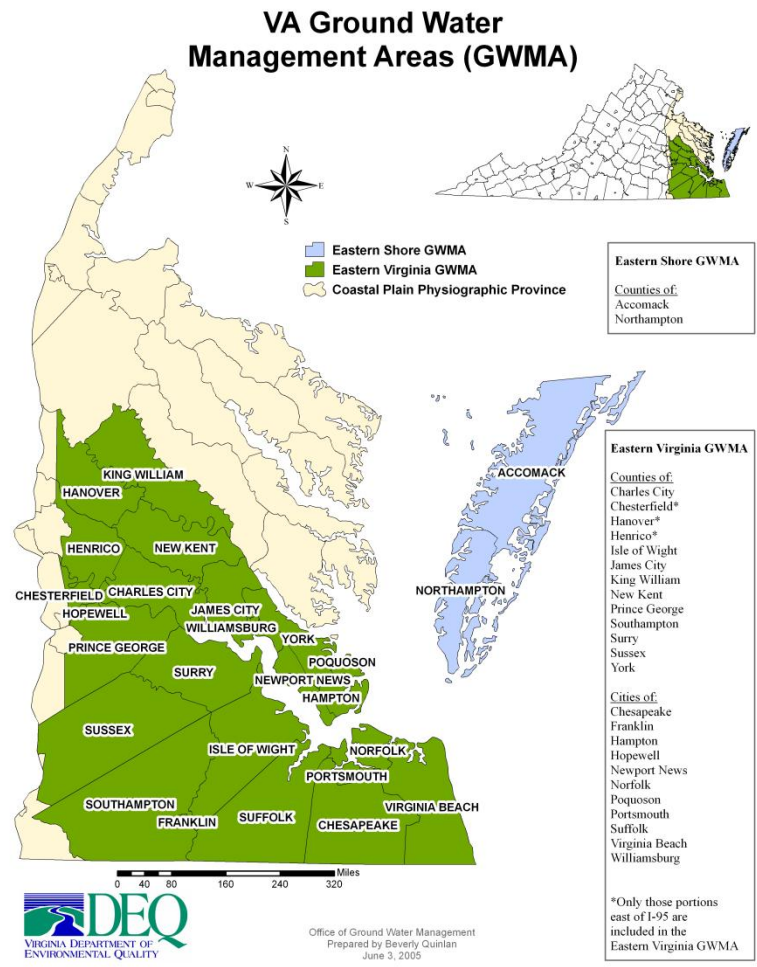 VA Ground Water
Management Areas (GWMA)
N
W
E
S
Eastern Shore GWMA
Eastern Virginia GWMA
Coastal Plain Physiographic Province
Eastern Shore GWMA
Counties of:
Accomack
Northampton
KING WILLIAM
HANOVER
HENRICO
NEW KENT
CHESTERFIELD
CHARLES CITY
HOPEWELL
JAMES CITY
WILLIAMSBURG
YORK
PRINCE GEORGE
POQUOSON
SURRY
NEWPORT NEWS
HAMPTON
SUSSEX
ISLE OF WIGHT
NORFOLK
PORTSMOUTH
SOUTHAMPTON
FRANKLIN
SUFFOLK
CHESAPEAKE
VIRGINIA BEACH
ACCOMACK
NORTHAMPTON
Eastern Virginia GWMA
Counties of:
Charles City
Chesterfield*
Hanover*
Henrico*
Isle of Wight
James City
King William
New Kent
Prince George
Southampton
Surry
Sussex
York
Cities of:
Chesapeake
Franklin
Hampton
Hopewell
Newport News
Norfolk
Poquoson
Portsmouth
Suffolk
Virginia Beach
Williamsburg
*Only those portions
east of I-95 are
included in the
Eastern Virginia GWMA
Miles
0 40 80 160 240 320
DEQ
VIRGINIA DEPARTMENT OF
ENVIRONMENTAL QUALITY
Office of Ground Water Management
Prepared by Beverly Quinlan
June 3, 2005